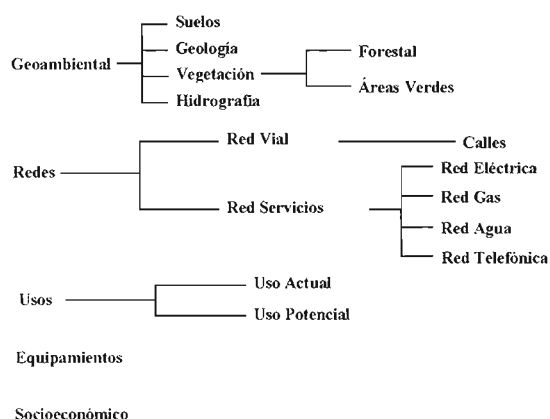 Suelos
Geología
Geoambiental
Vegetación
Hidrografía
Forestal
Áreas Verdes
Red Vial
Calles
Redes
Red Servicios
Red Eléctrica
Red Gas
Red Agua
Red Telefónica
Usos
Uso Actual
Uso Potencial
Equipamientos
Socioeconómico